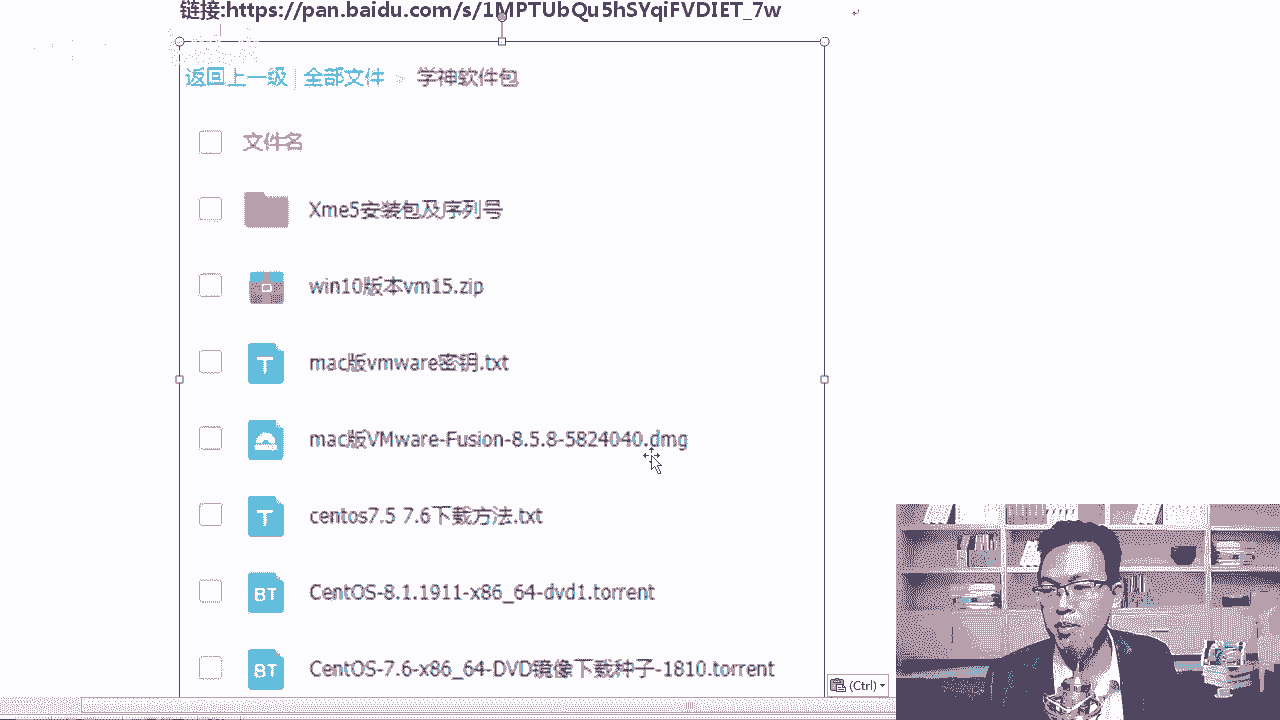 链接:https://pan.baidu.com/s/1MPTUbQu5hSYqiFVDIET_7w
返回上一级 | 全部文件 > 学神软件包
文件名
Xme5安装包及序列号
win10版本vm15.zip
mac版vmware密钥.txt
mac版VMware-Fusion-8.5.8-5824040.dmg
centos7.5 7.6下载方法.txt
CentOS-8.1.1911-x86_64-dvd1.torrent
CentOS-7.6-x86_64-DVD镜像下载种子-1810.torrent
(Ctrl)